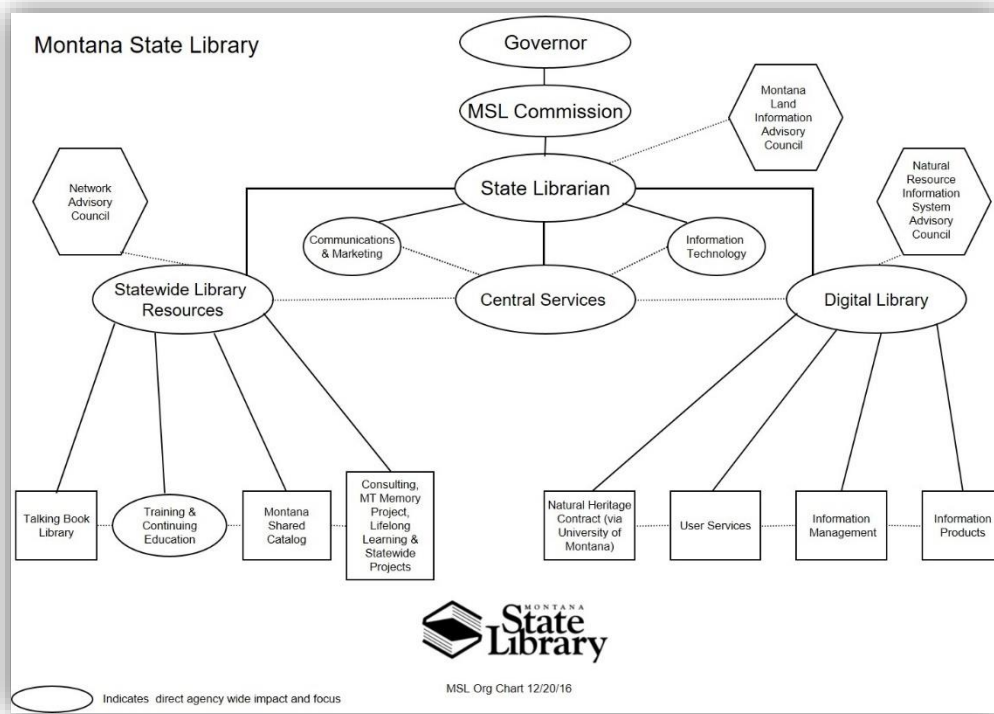 Montana State Library
Governor
MSL Commission
Montana
Land
Information
Advisory
Council
Network
Advisory
Council
State Librarian
Natural
Resource
Information
System
Advisory
Council
Communications
& Marketing
Information
Technology
Statewide Library
Resources
Central Services
Digital Library
Talking Book
Library
Training &
Continuing
Education
Montana
Shared
Catalog
Consulting,
MT Memory
Project,
Lifelong
Learning &
Statewide
Projects
Natural Heritage
Contract (via
University of
Montana)
User Services
Information
Management
Information
Products
MONTANA
State
Library
MSL Org Chart 12/20/16
Indicates direct agency wide impact and focus